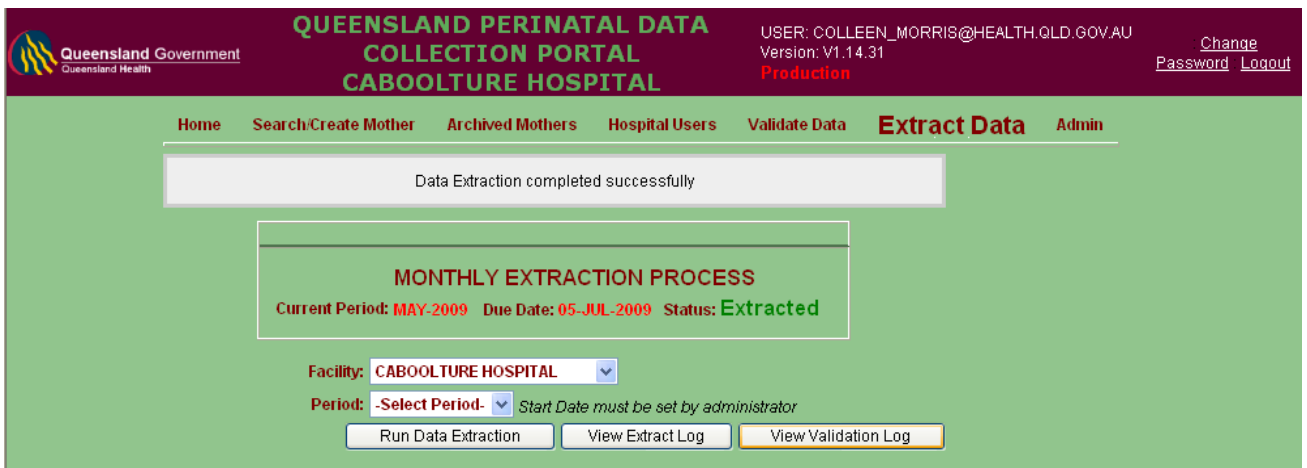 Queensland Government
Queensland Health
QUEENSLAND PERINATAL DATA
COLLECTION PORTAL
CABOOLTURE HOSPITAL
USER: COLLEEN_MORRIS@HEALTH.QLD.GOV.AU
Version: V1.14.31
Production
Change
Password Logout
Home Search/Create Mother Archived Mothers Hospital Users Validate Data Extract Data Admin
Data Extraction completed successfully
MONTHLY EXTRACTION PROCESS
Current Period: MAY-2009 Due Date: 05-JUL-2009 Status: Extracted
Facility: CABOOLTURE HOSPITAL
Period: -Select Period- Start Date must be set by administrator
Run Data Extraction View Extract Log View Validation Log